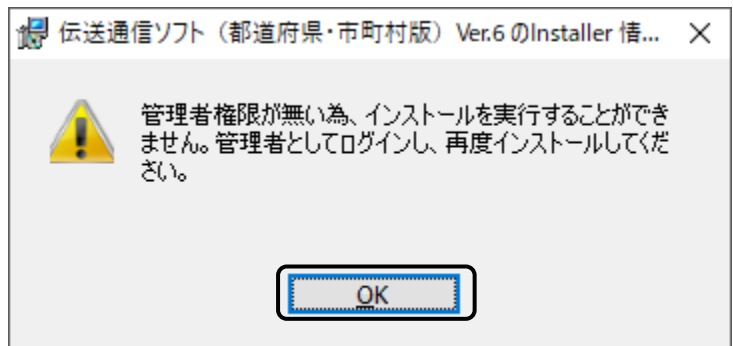 伝送通信ソフト（都道府県・市町村版） Ver.6 のInstaller 情...
管理者権限が無い為、インストールを実行することができ
ません。管理者としてログインし、再度インストールしてくだ
さい。
OK